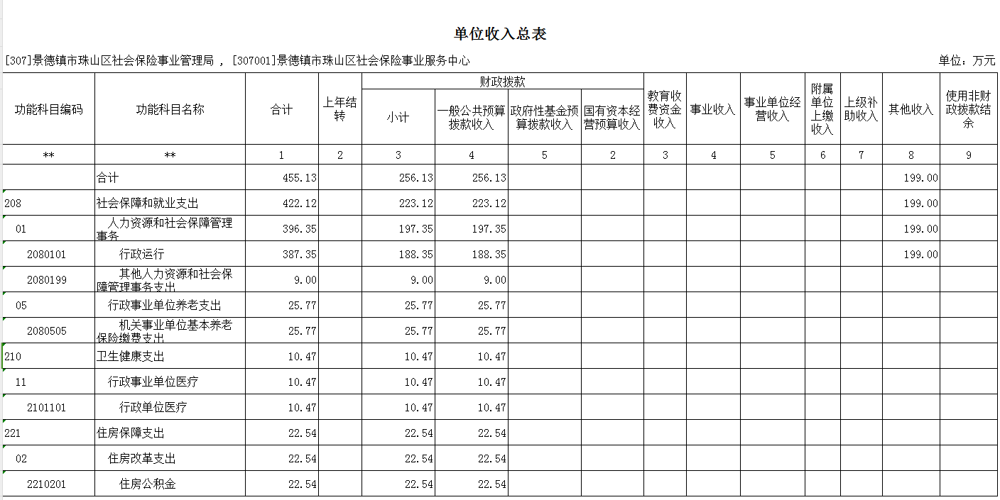 单位收入总表
[307]景德镇市珠山区社会保险事业管理局 , [307001]景德镇市珠山区社会保险事业服务中心 单位: 万元
功能科目编码 功能科目名称 合计 上年结转 财政拨款 教育收费资金收入 事业收入 事业单位经营收入 附属单位上缴收入 上级补助收入 其他收入 使用非财政拨款结余
小计 一般公共预算拨款收入 政府性基金预算拨款收入 国有资本经营预算收入
** ** 1 2 3 4 5 2 3 4 5 6 7 8 9
合计 455.13 256.13 256.13 199.00
208 社会保障和就业支出 422.12 223.12 223.12 199.00
01 人力资源和社会保障管理事务 396.35 197.35 197.35 199.00
2080101 行政运行 387.35 188.35 188.35 199.00
2080199 其他人力资源和社会保障管理事务支出 9.00 9.00 9.00
05 行政事业单位养老支出 25.77 25.77 25.77
2080505 机关事业单位基本养老保险缴费支出 25.77 25.77 25.77
210 卫生健康支出 10.47 10.47 10.47
11 行政事业单位医疗 10.47 10.47 10.47
2101101 行政单位医疗 10.47 10.47 10.47
221 住房保障支出 22.54 22.54 22.54
02 住房改革支出 22.54 22.54 22.54
2210201 住房公积金 22.54 22.54 22.54